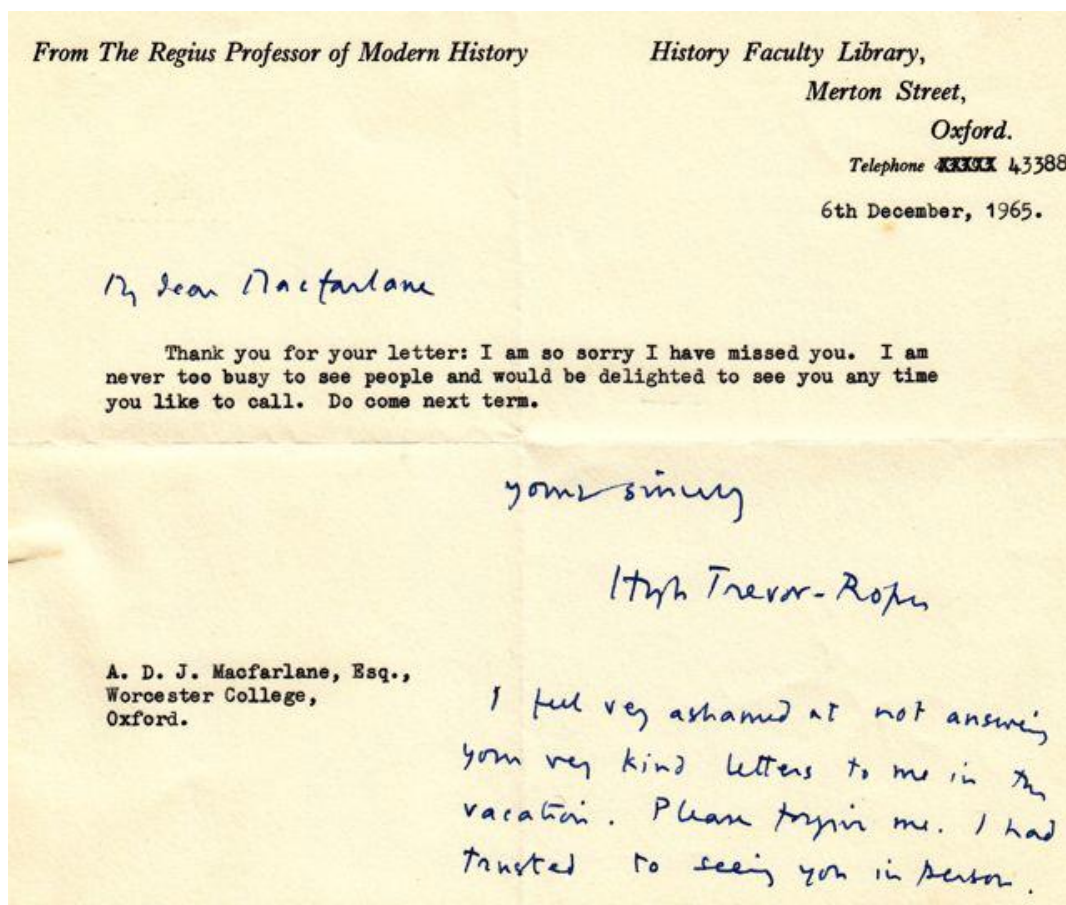 From The Regius Professor of Modern History
History Faculty Library,
Merton Street,
Oxford.
Telephone 43388
6th December, 1965.
My dear Macfarlane
Thank you for your letter: I am so sorry I have missed you. I am
never too busy to see people and would be delighted to see you any time
you like to call. Do come next term.
yours sincerely
Hugh Trevor-Roper
A. D. J. Macfarlane, Esq.,
Worcester College,
Oxford.
I feel very ashamed at not answering
your very kind letters to me in the
vacation. Please forgive me. I had
trusted to seeing you in person.